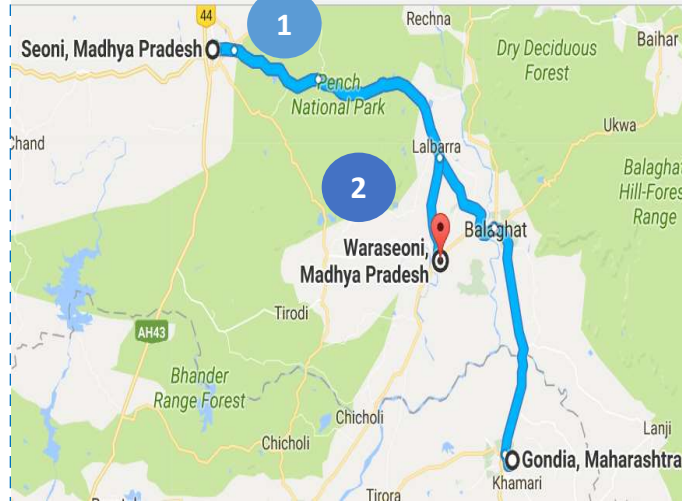 44
1
Rechna
Baihar
Seoni, Madhya Pradesh
Dry Deciduous
Forest
Pench
National Park
Ukwa
Lalbarra
Balaghat
Hill-Forest
Range
2
Balaghat
Waraseoni,
Madhya Pradesh
Tirodi
AH43
Bhander
Range Forest
Chicholi
Chicholi
Lanji
Gondia, Maharashtra
Khamari
Tirora